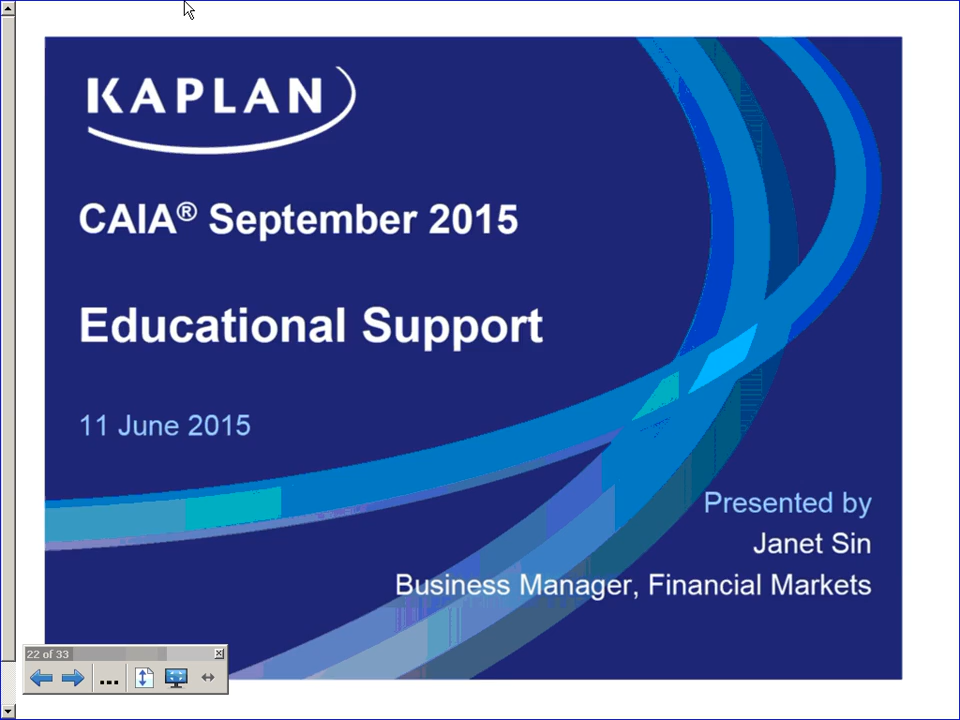 KAPLAN
CAIA® September 2015
Educational Support
11 June 2015
Presented by
Janet Sin
Business Manager, Financial Markets
22 of 33
...